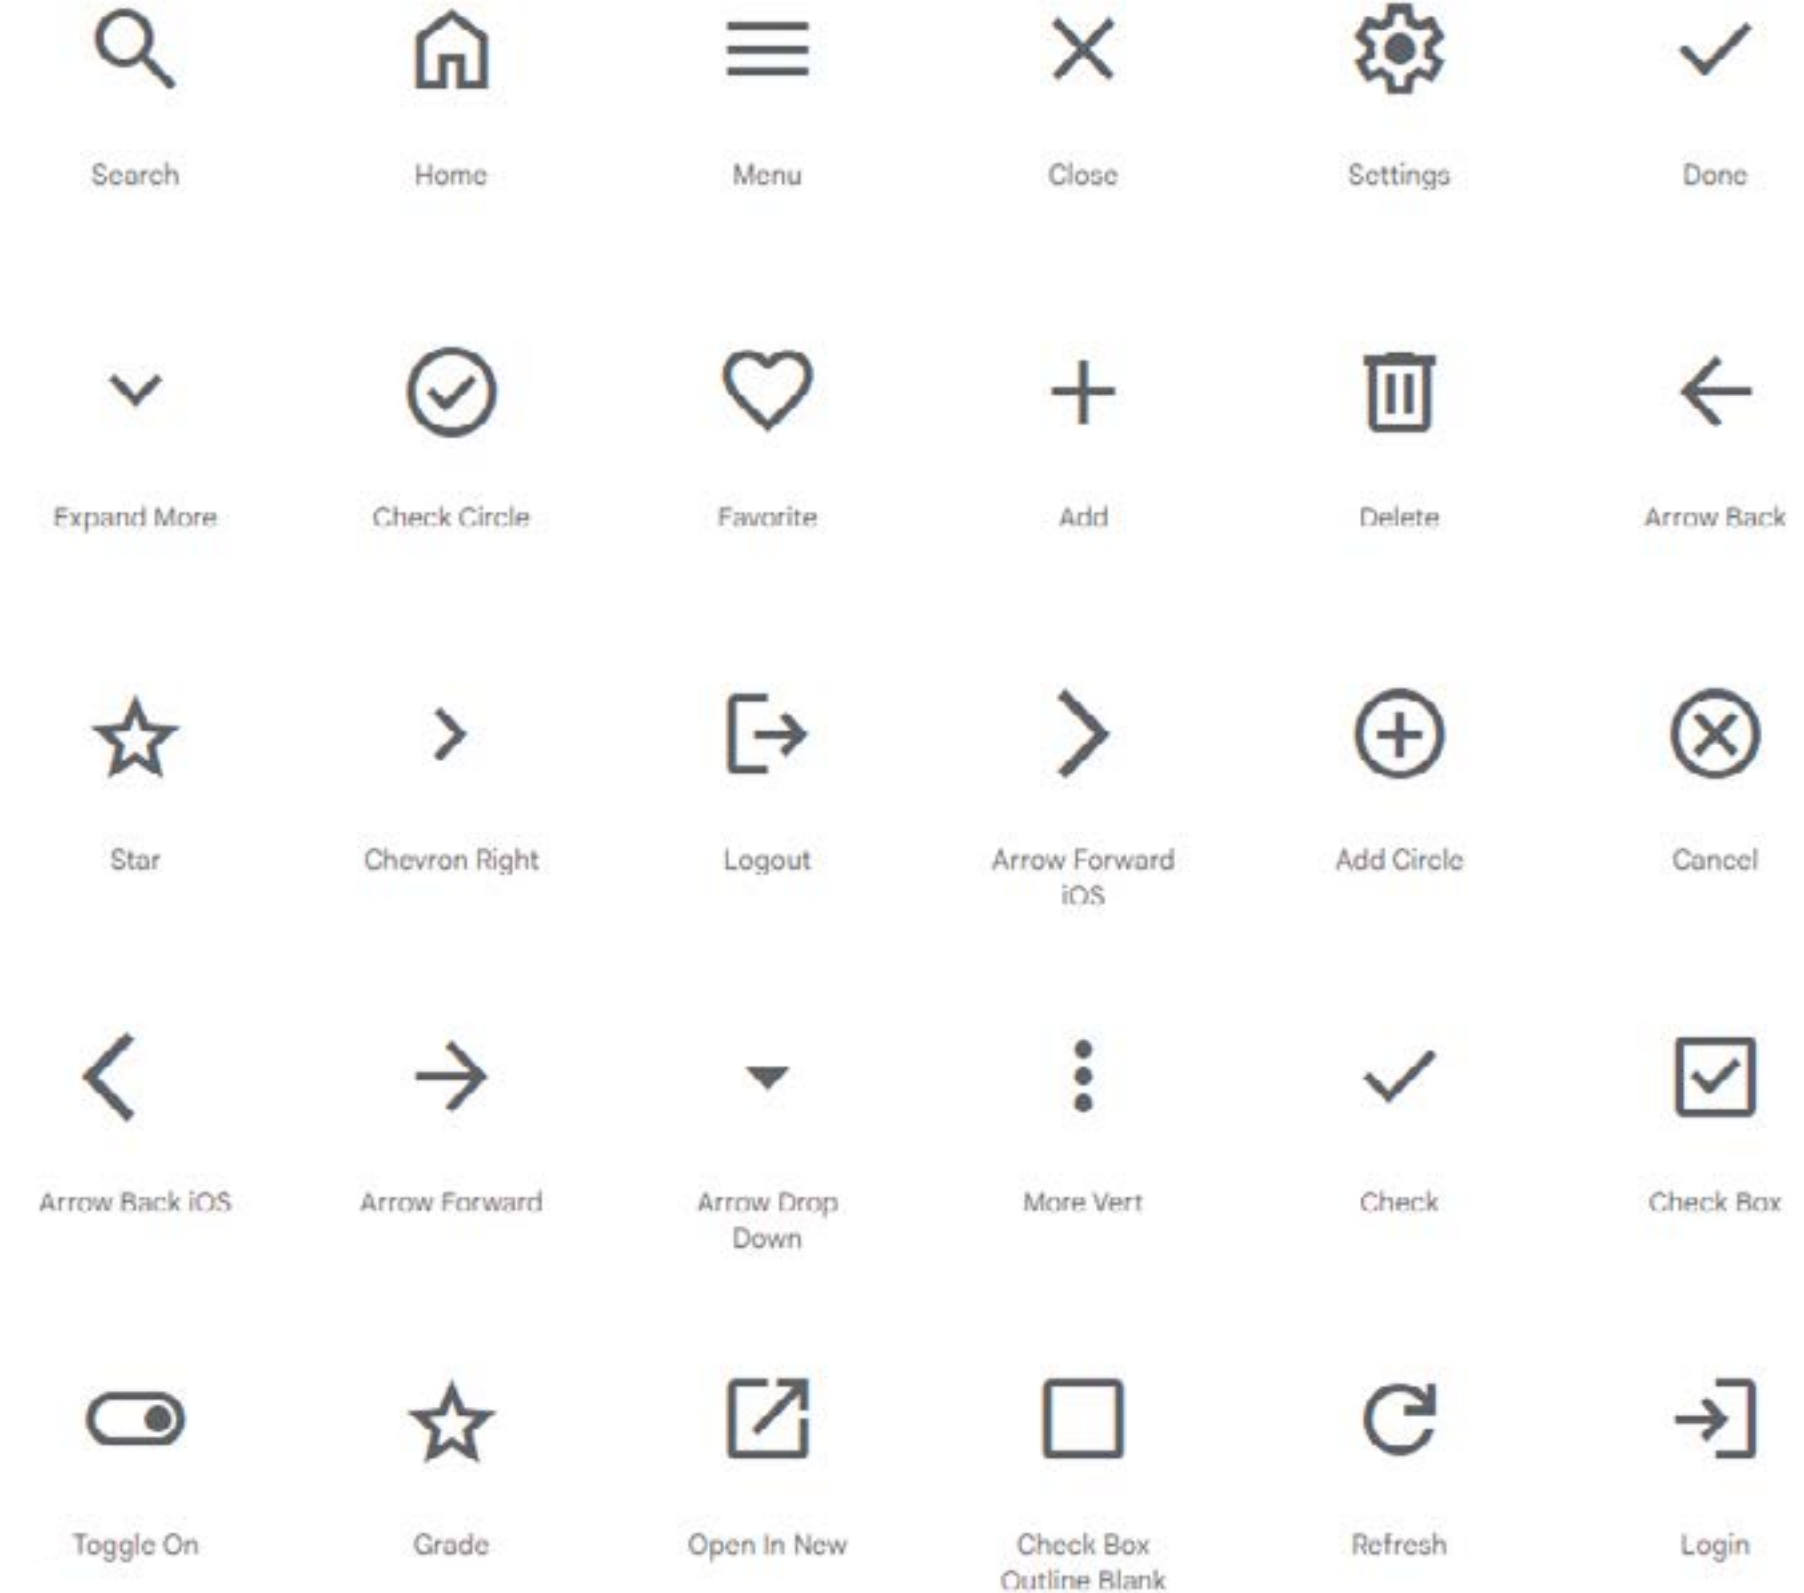 Search
Home
Menu
Close
Settings
Done
Expand More
Check Circle
Favorite
Add
Delete
Arrow Back
Star
Chevron Right
Logout
Arrow Forward
iOS
Add Circle
Cancel
Arrow Back iOS
Arrow Forward
Arrow Drop
Down
More Vert
Check
Check Box
Toggle On
Grade
Open In New
Check Box
Outline Blank
Refresh
Login